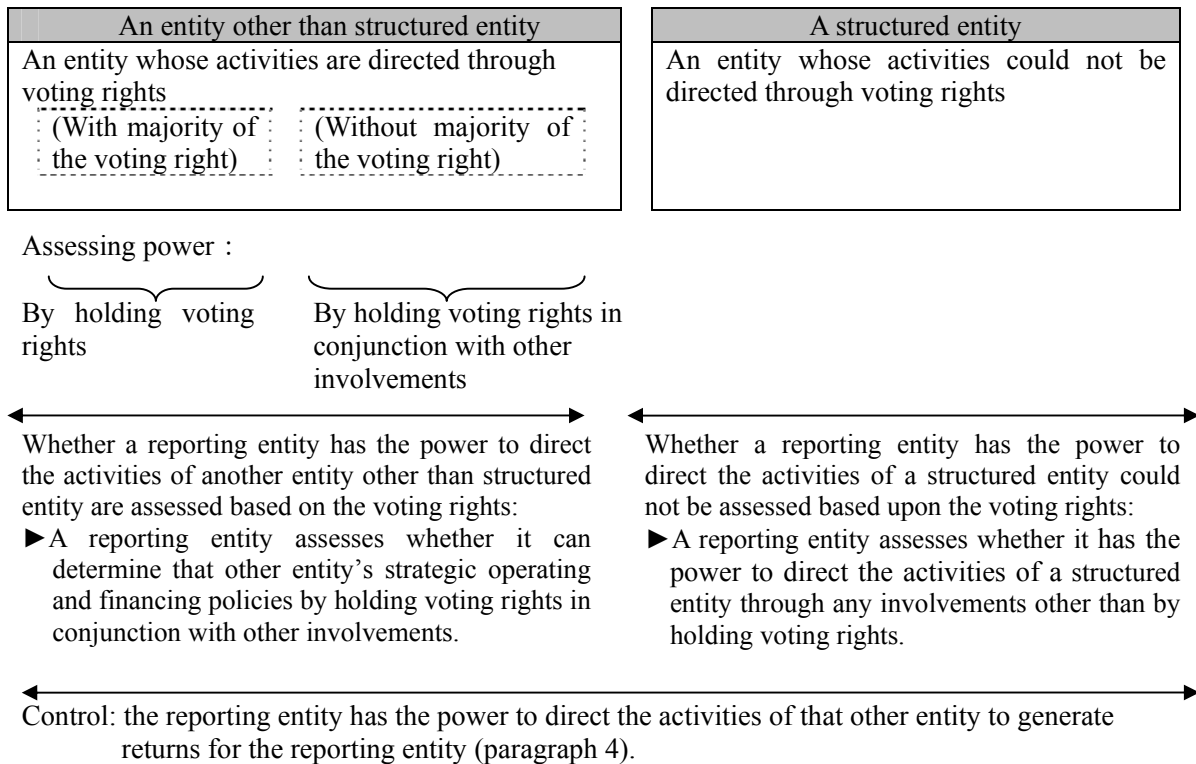 An entity other than structured entity
An entity whose activities are directed through
voting rights
(With majority of
the voting right)
(Without majority of
the voting right)
A structured entity
An entity whose activities could not be
directed through voting rights
Assessing power :
By holding voting
rights
By holding voting rights in
conjunction with other
involvements
Whether a reporting entity has the power to direct
the activities of another entity other than structured
entity are assessed based on the voting rights:
►A reporting entity assesses whether it can
determine that other entity’s strategic operating
and financing policies by holding voting rights in
conjunction with other involvements.
Whether a reporting entity has the power to
direct the activities of a structured entity could
not be assessed based upon the voting rights:
►A reporting entity assesses whether it has the
power to direct the activities of a structured
entity through any involvements other than by
holding voting rights.
Control: the reporting entity has the power to direct the activities of that other entity to generate
returns for the reporting entity (paragraph 4).